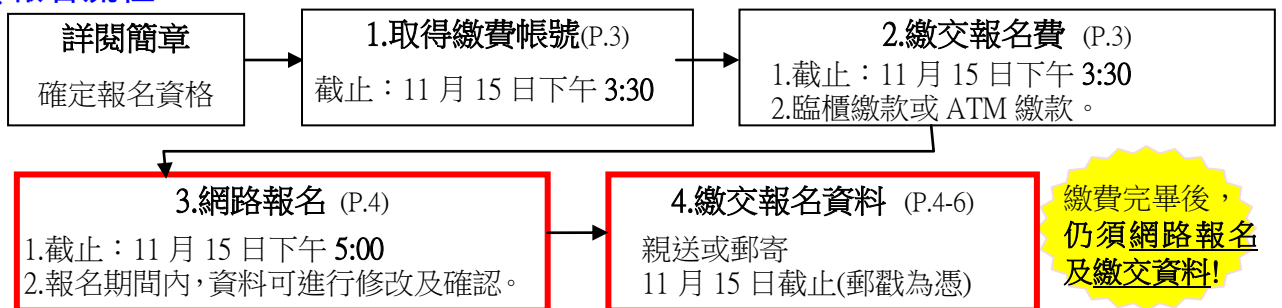 詳閱簡章
確定報名資格
1.取得繳費帳號(P.3)
截止：11 月 15 日下午 3:30
2.繳交報名費 (P.3)
1.截止：11 月 15 日下午 3:30
2.臨櫃繳款或 ATM 繳款。
3.網路報名 (P.4)
1.截止：11 月 15 日下午 5:00
2.報名期間內，資料可進行修改及確認。
4.繳交報名資料 (P.4-6)
親送或郵寄
11 月 15 日截止(郵戳為憑)
繳費完畢後，
仍須網路報名
及繳交資料!